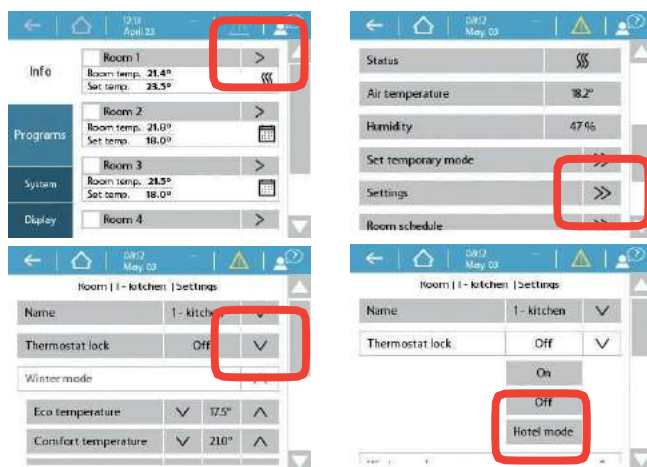 12:13
April 23
Info
Programs
System
Display
Room 1
Room temp. 21.4°
Set temp. 23.5°
Room 2
Room temp. 21.8°
Set temp. 18.0°
Room 3
Room temp. 21.5°
Set temp. 18.0°
Room 4
08:12
May, 03
Status
Air temperature 18.2°
Humidity 47 %
Set temporary mode
Settings
Room schedule
08:12
May, 03
Room | 1 - kitchen | Settings
Name 1 - kitchen
Thermostat lock Off
Winter mode
Eco temperature 17.5°
Comfort temperature 21.0°
08:12
May, 03
Room | 1 - kitchen | Settings
Name 1 - kitchen
Thermostat lock Off
On
Off
Hotel mode